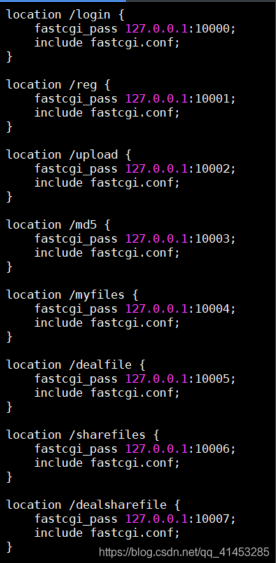 location /login {
    fastcgi_pass 127.0.0.1:10000;
    include fastcgi.conf;
}
location /reg {
    fastcgi_pass 127.0.0.1:10001;
    include fastcgi.conf;
}
location /upload {
    fastcgi_pass 127.0.0.1:10002;
    include fastcgi.conf;
}
location /md5 {
    fastcgi_pass 127.0.0.1:10003;
    include fastcgi.conf;
}
location /myfiles {
    fastcgi_pass 127.0.0.1:10004;
    include fastcgi.conf;
}
location /dealfile {
    fastcgi_pass 127.0.0.1:10005;
    include fastcgi.conf;
}
location /sharefiles {
    fastcgi_pass 127.0.0.1:10006;
    include fastcgi.conf;
}
location /dealsharefile {
    fastcgi_pass 127.0.0.1:10007;
    include fastcgi.conf;
}
https://blog.csdn.net/qq_41453285